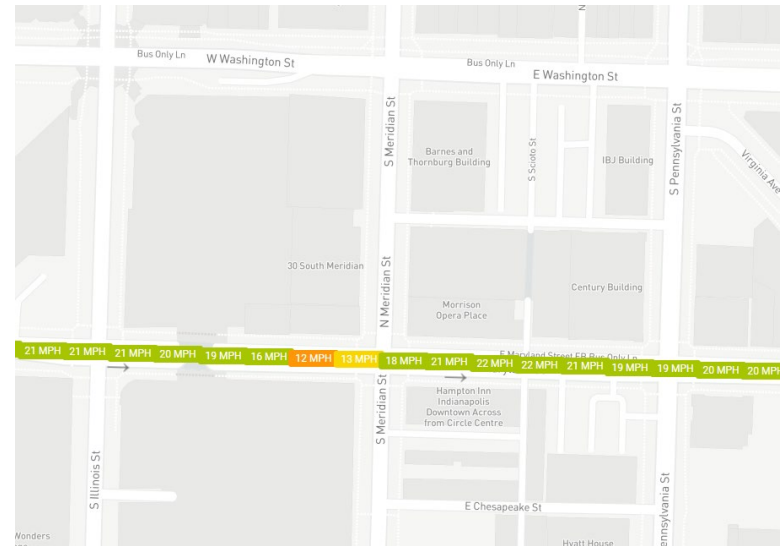 N
Bus Only Ln
W Washington St
Bus Only Ln
E Washington St
S Meridian St
S Scioto St
S Pennsylvania St
Virginia Ave
Barnes and
Thornburg Building
IBJ Building
30 South Meridian
N Meridian St
Century Building
Morrison
Opera Place
E Maryland Street EB Bus Only Ln
21 MPH
21 MPH
21 MPH
20 MPH
19 MPH
16 MPH
12 MPH
13 MPH
18 MPH
21 MPH
22 MPH
22 MPH
21 MPH
19 MPH
19 MPH
20 MPH
20 MPH
S Meridian St
Hampton Inn
Indianapolis
Downtown Across
from Circle Centre
S Illinois St
E Chesapeake St
ennsylvania St
Wonders
Hyatt House